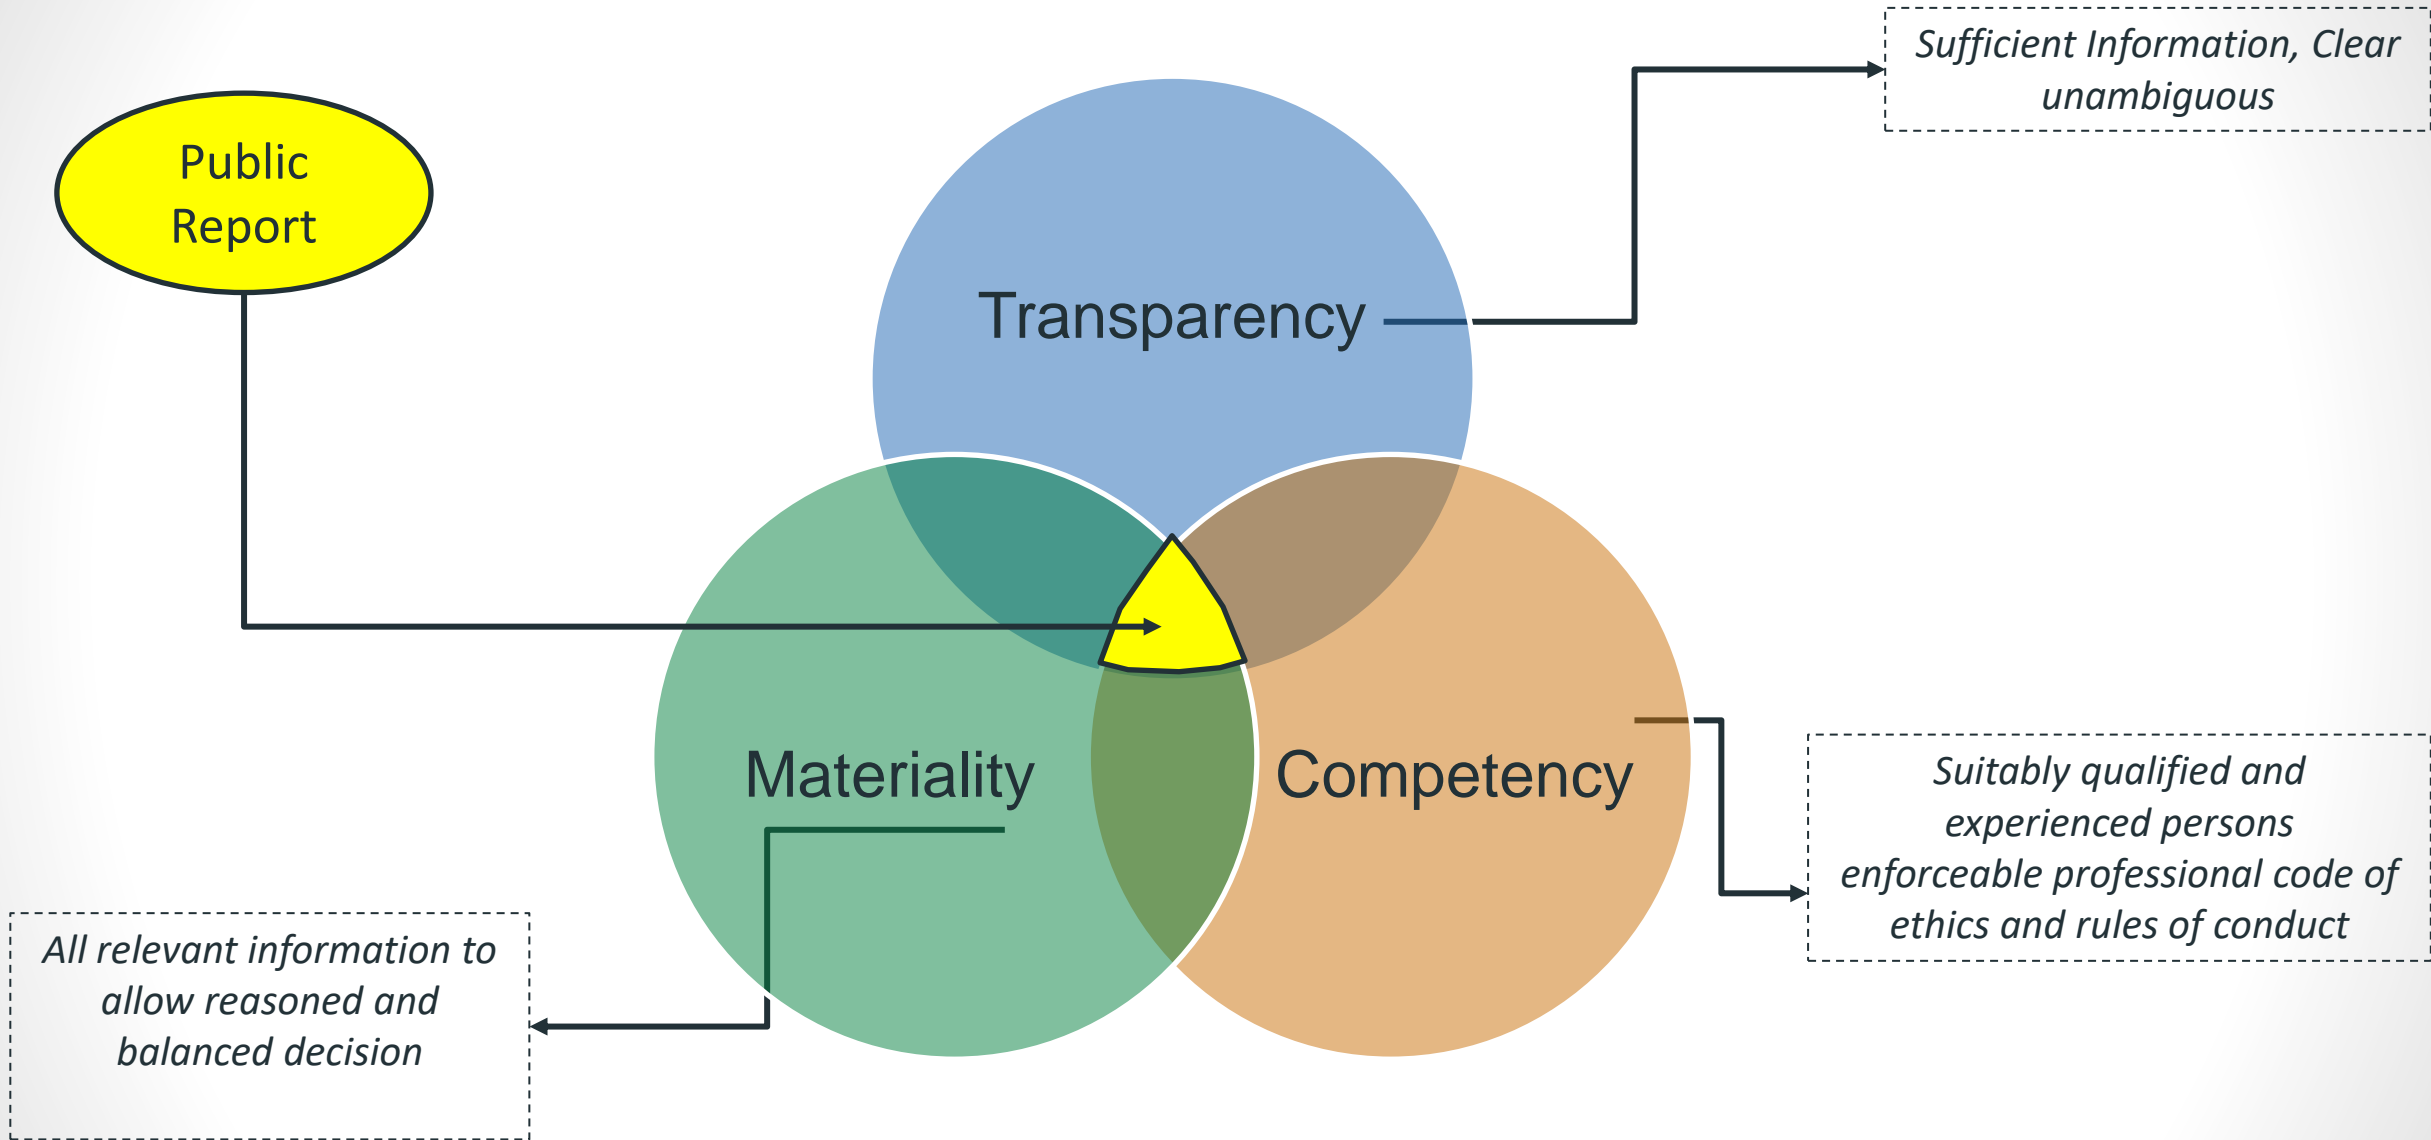 Sufficient Information, Clear
unambiguous
Public
Report
Transparency
Materiality
Competency
Suitably qualified and
experienced persons
enforceable professional code of
ethics and rules of conduct
All relevant information to
allow reasoned and
balanced decision